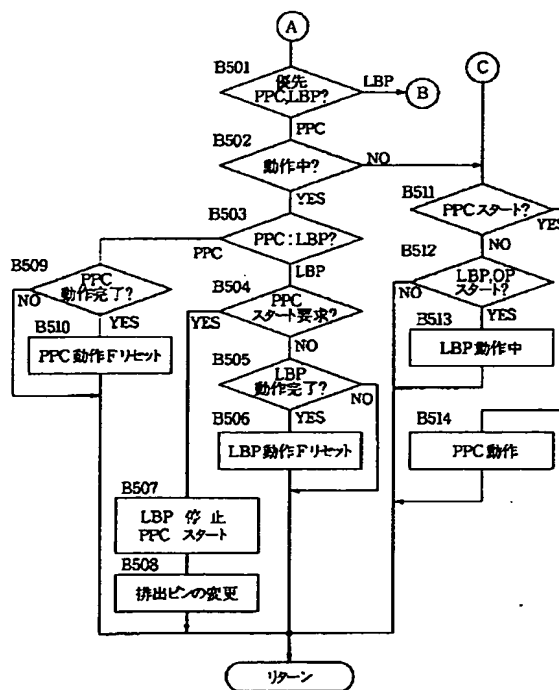 A
B501
優先
PPC,LBP?
LBP
B
C
PPC
B502
動作中?
NO
YES
B503
PPC:LBP?
PPC
LBP
B511
PPCスタート?
YES
NO
B509
PPC
動作完了?
NO
YES
B504
PPC
スタート要求?
YES
NO
B512
LBP,OP
スタート?
NO
YES
B510
PPC動作Fリセット
B505
LBP
動作完了?
NO
YES
B513
LBP動作中
B506
LBP動作Fリセット
B514
PPC動作
B507
LBP 停止
PPC スタート
B508
排出ビンの変更
リターン